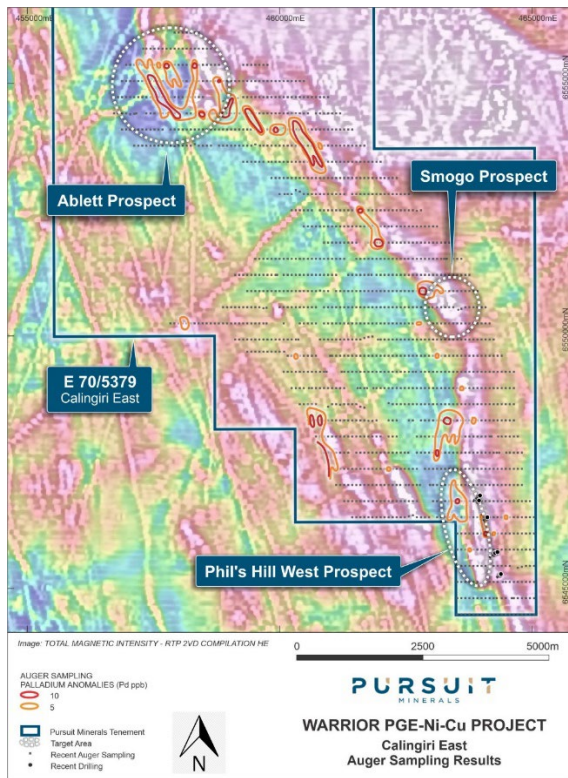 455000mE
460000mE
465000mE
6555000mN
Ablett Prospect
Smogo Prospect
6550000mN
E 70/5379
Calingiri East
Phil's Hill West Prospect
6645000mN
Image: TOTAL MAGNETIC INTENSITY - RTP 2VD COMPILATION HE
0
2500
5000m
AUGER SAMPLING
PALLADIUM ANOMALIES (Pd ppb)
10
5
Pursuit Minerals Tenement
Target Area
Recent Auger Sampling
Recent Drilling
N
PURSUIT
MINERALS
WARRIOR PGE-Ni-Cu PROJECT
Calingiri East
Auger Sampling Results